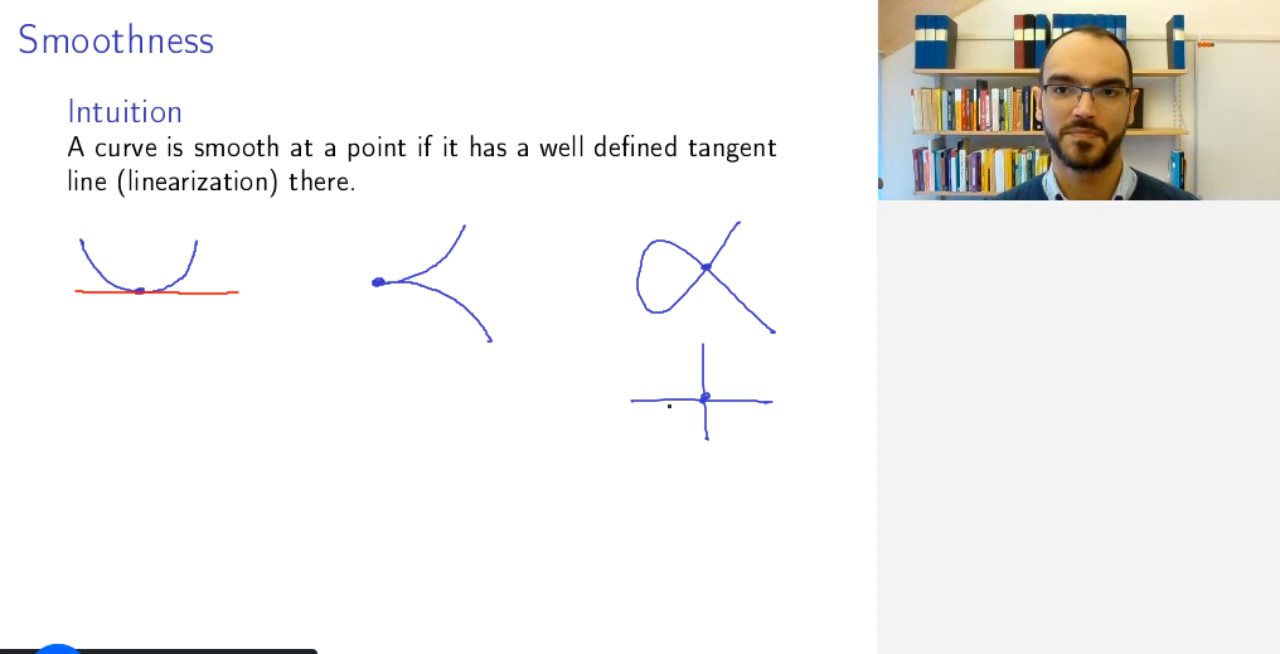 Smoothness
Intuition
A curve is smooth at a point if it has a well defined tangent
line (linearization) there.